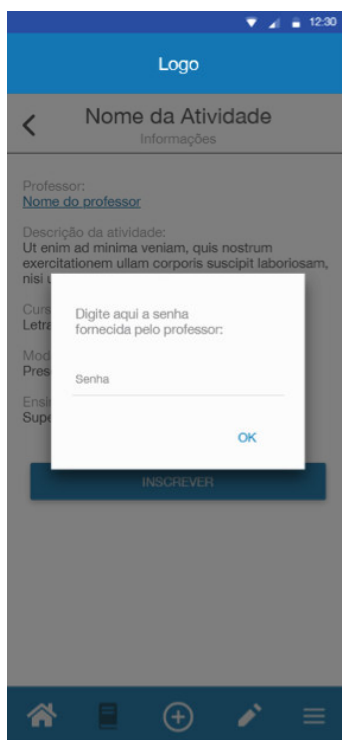 12:30
Logo
Nome da Atividade
Informações
Professor:
Nome do professor
Descrição da atividade:
Ut enim ad minima veniam, quis nostrum
exercitationem ullam corporis suscipit laboriosam,
nisi
Digite aqui a senha
fornecida pelo professor:
Senha
OK
INSCREVER